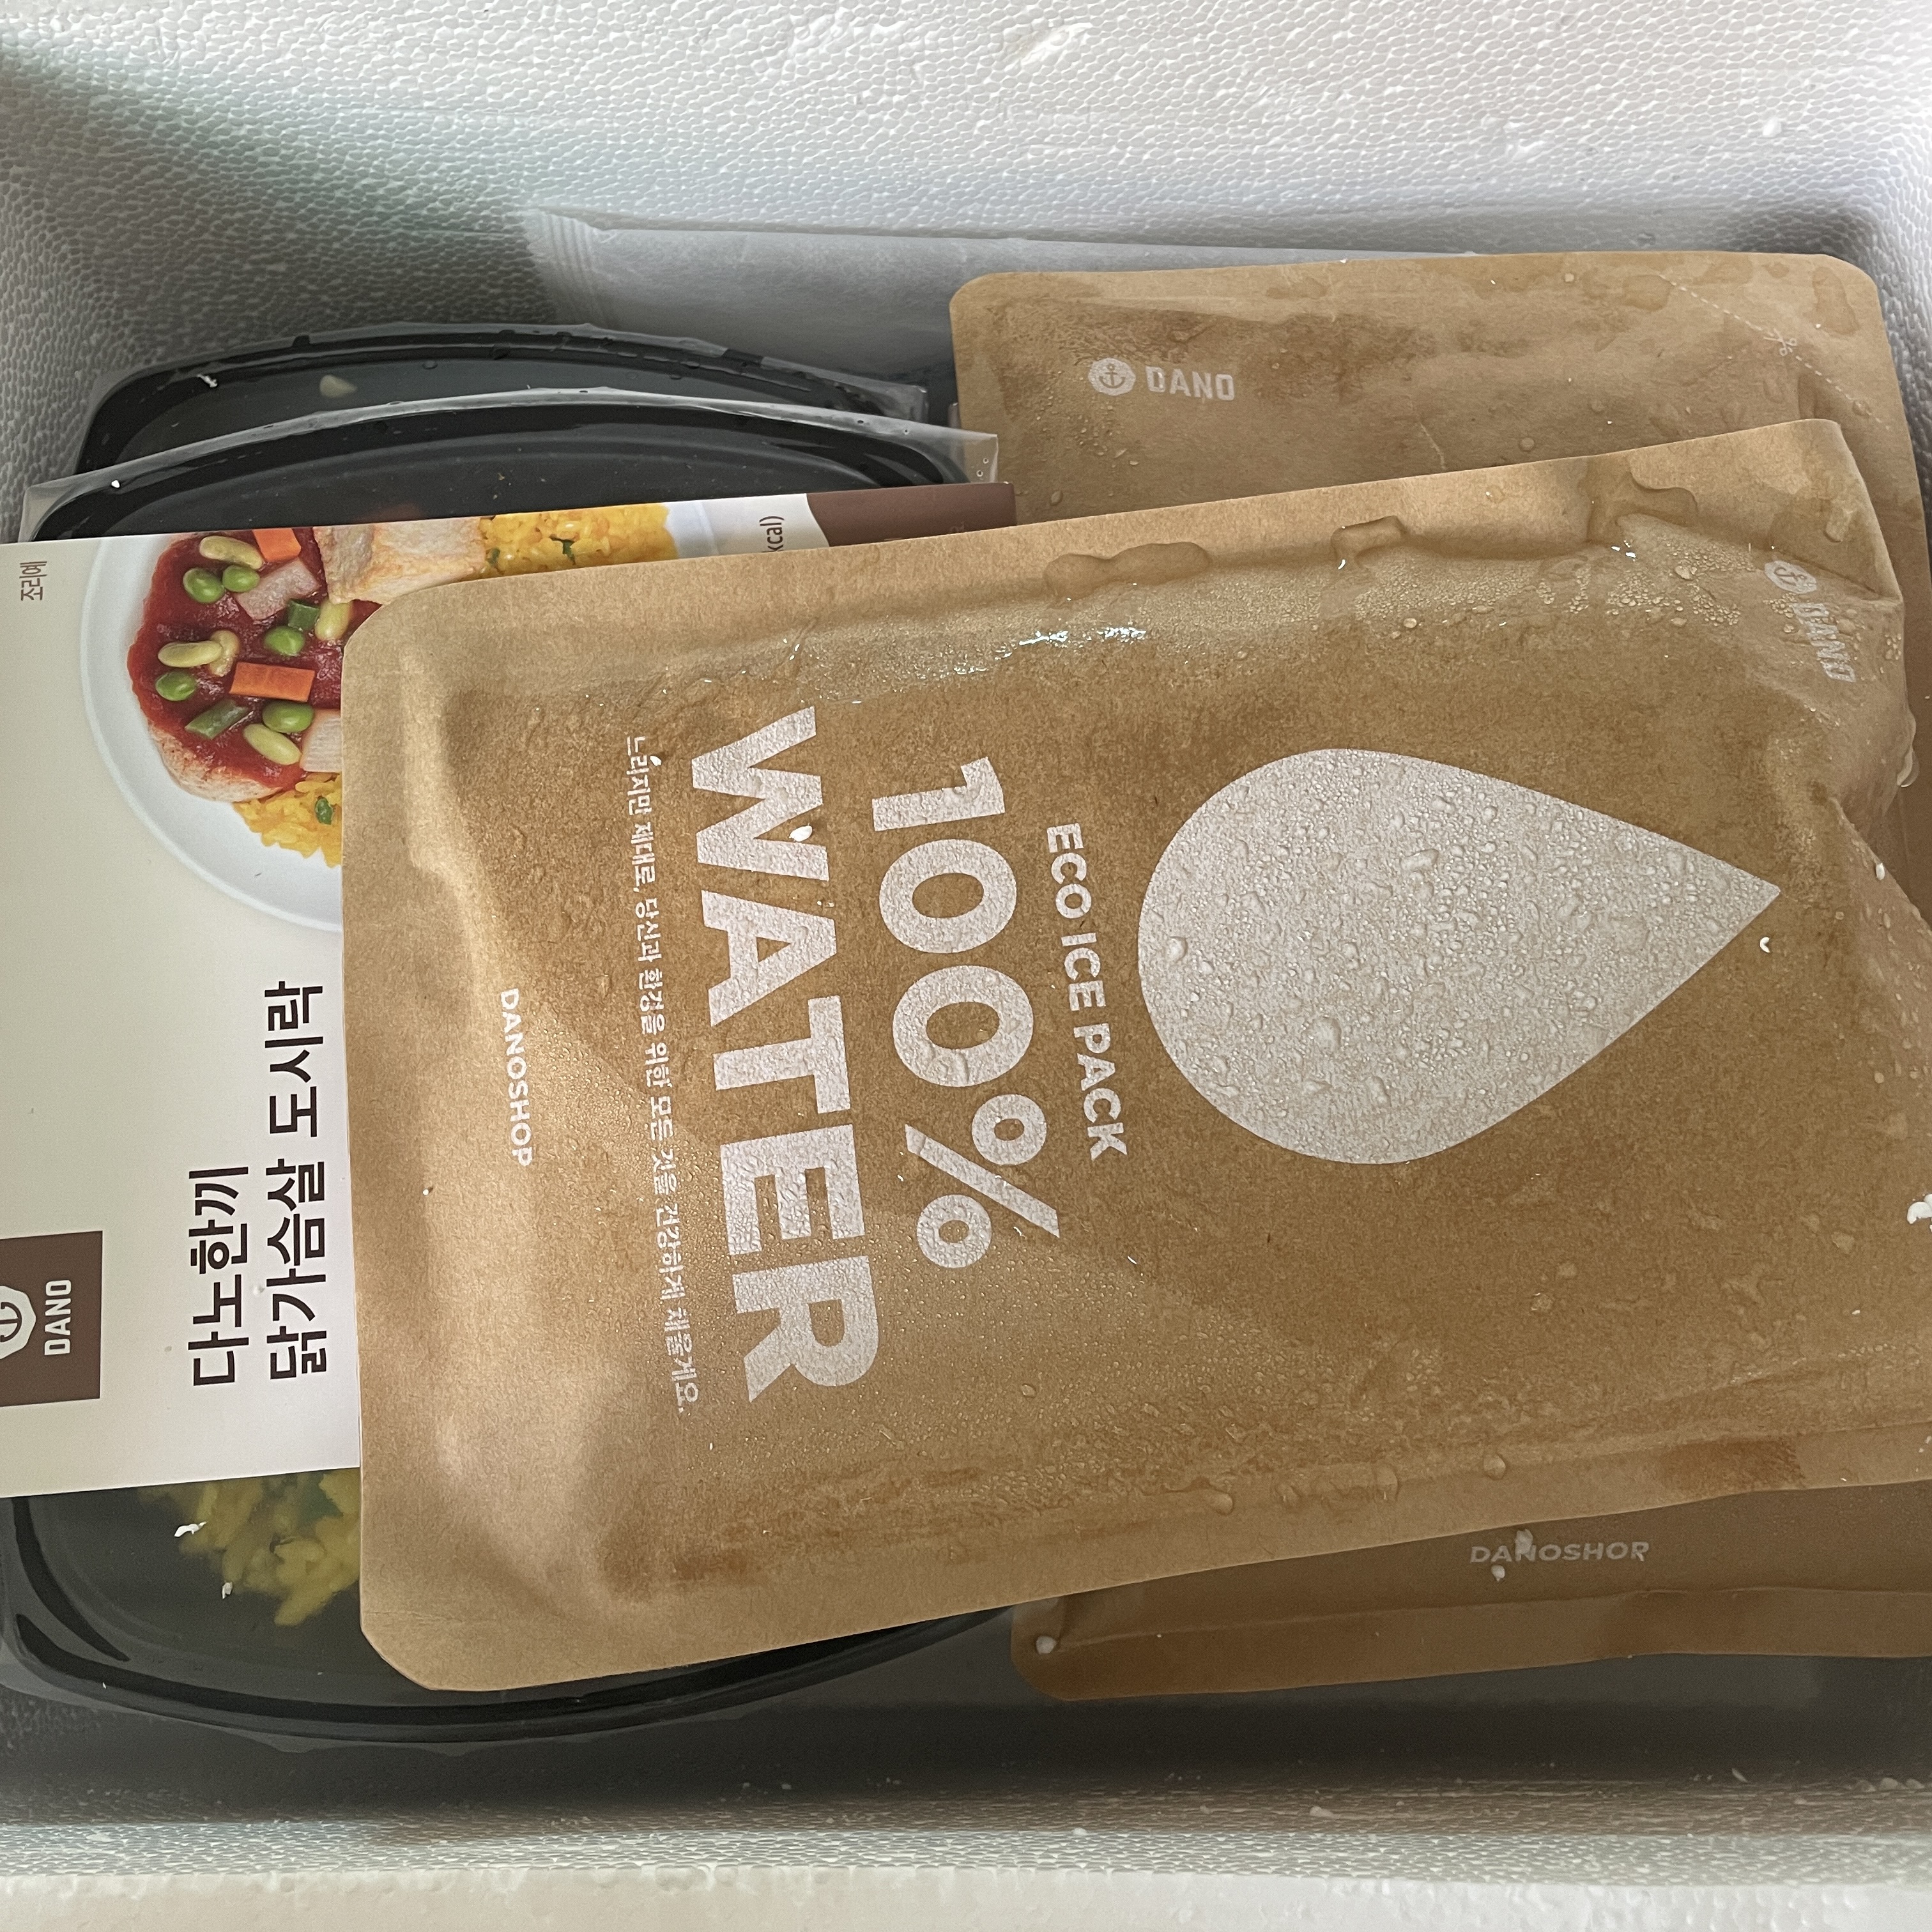 DANO
DANO
ECO ICE PACK
100%
WATER
느리지만 제대로, 당신과 환경을 위한 모든 것을 건강하게 채울게요.
DANOSHOP
조리예
kcal)
다노한끼
닭가슴살 도시락
DANO
DANOSHOP